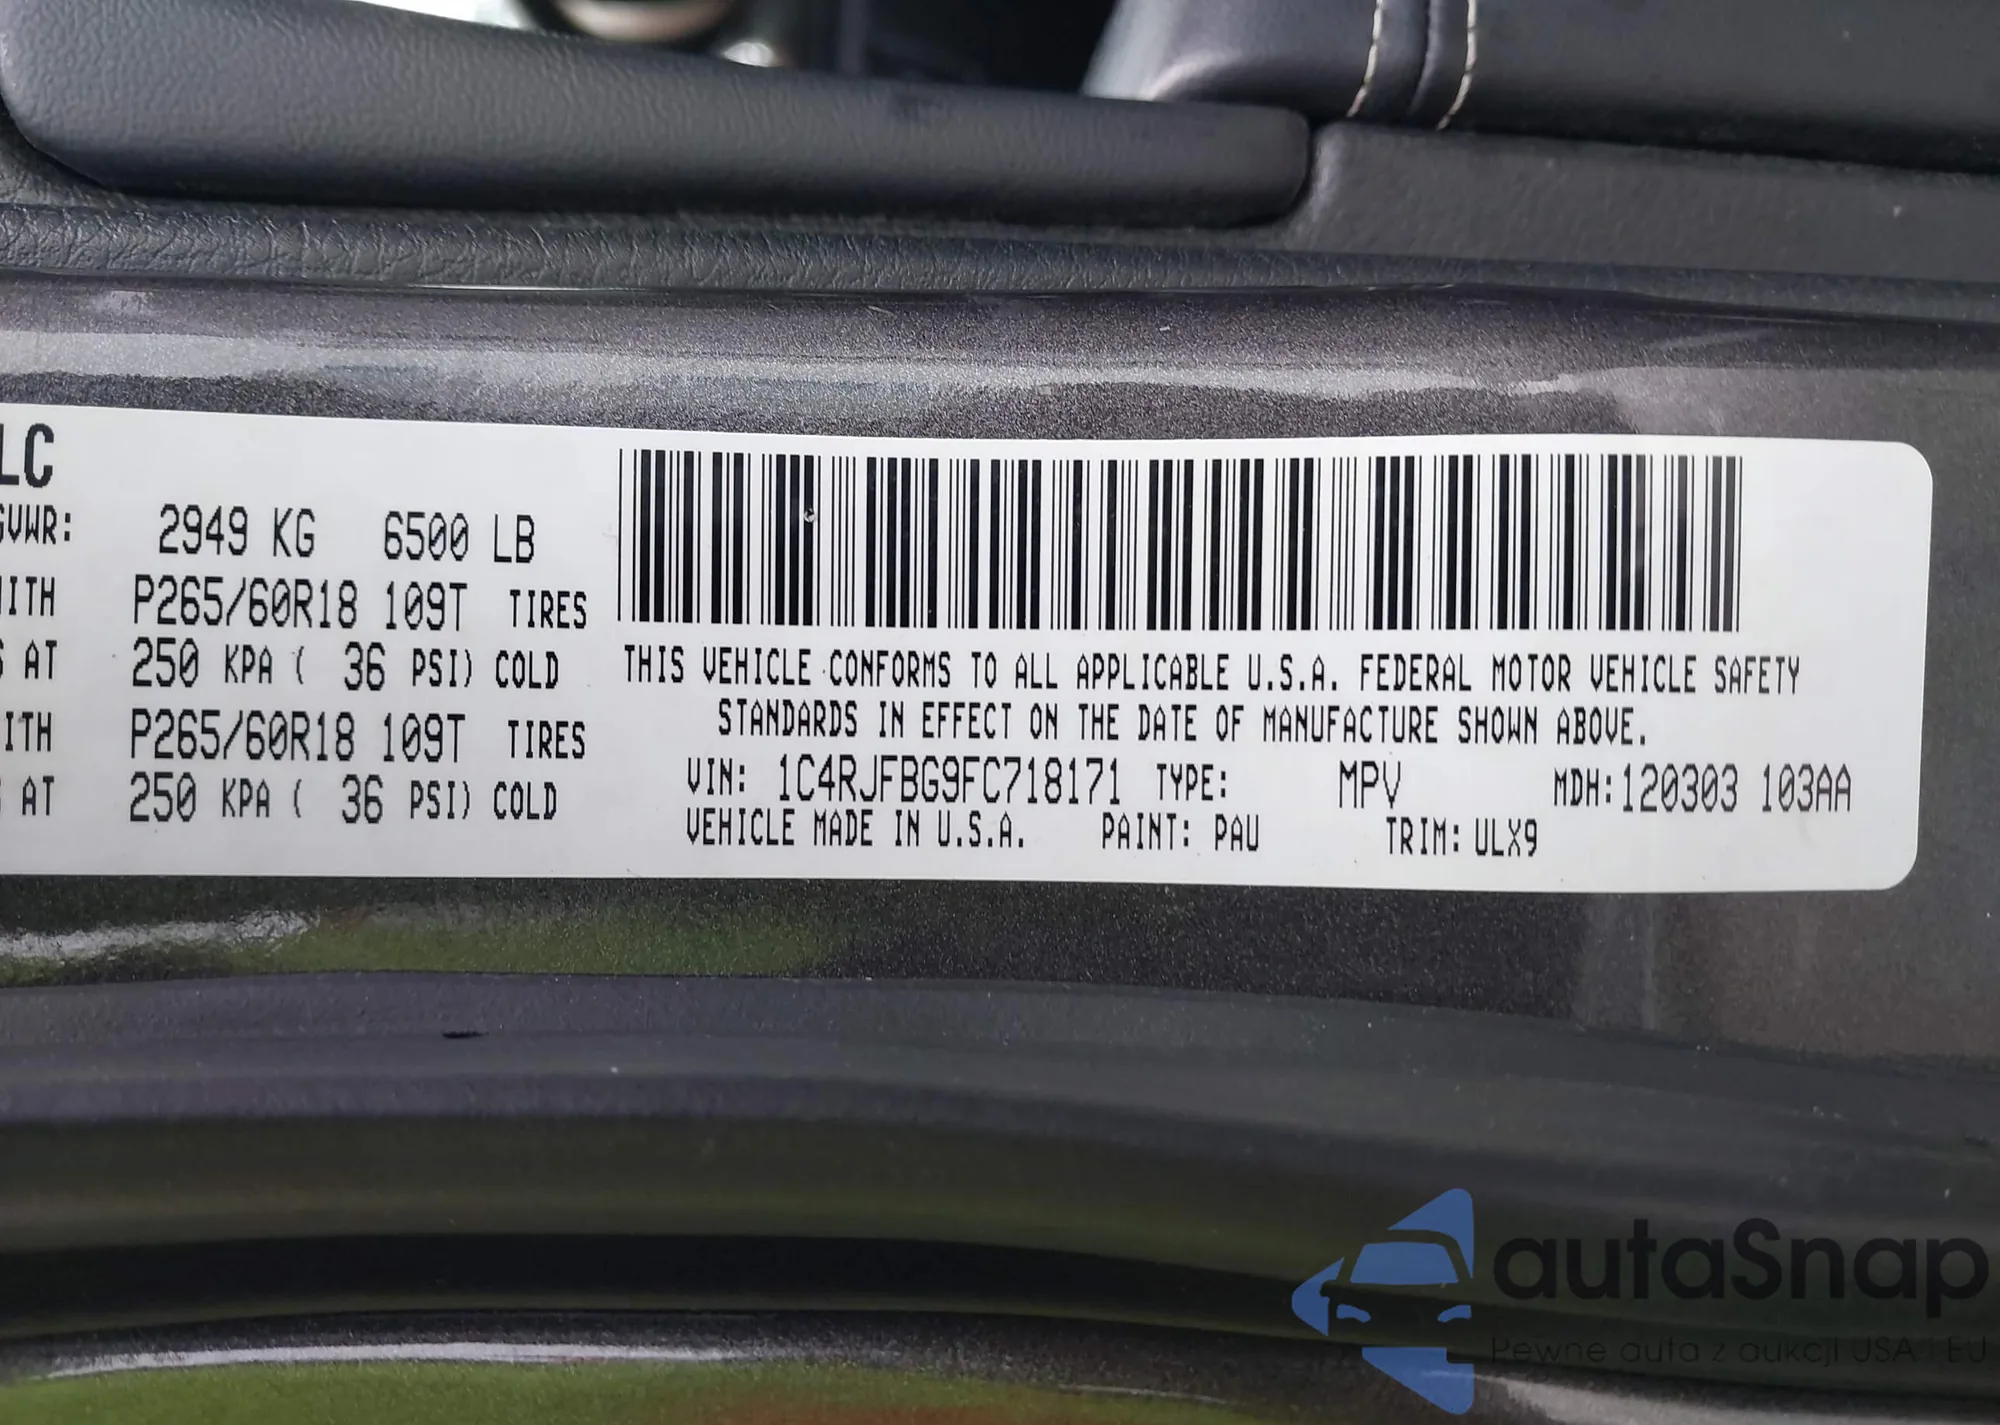 LC
GVWR: 2949 KG 6500 LB
WITH P265/60R18 109T TIRES
S AT 250 KPA ( 36 PSI) COLD
WITH P265/60R18 109T TIRES
S AT 250 KPA ( 36 PSI) COLD
THIS VEHICLE CONFORMS TO ALL APPLICABLE U.S.A. FEDERAL MOTOR VEHICLE SAFETY
STANDARDS IN EFFECT ON THE DATE OF MANUFACTURE SHOWN ABOVE.
VIN: 1C4RJFBG9FC718171 TYPE: MPV MDH:120303 103AA
VEHICLE MADE IN U.S.A. PAINT: PAU TRIM: ULX9
autaSnap
Pewne auta z aukcji USA i EU